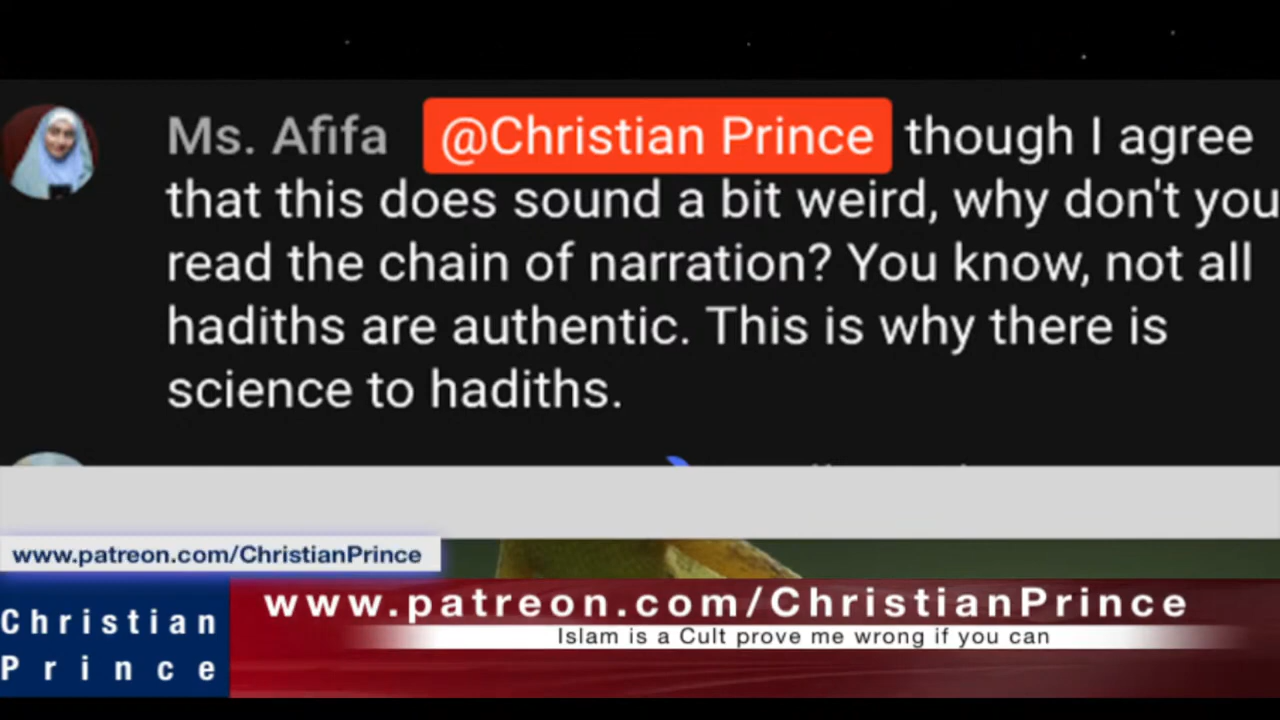 Ms. Afifa @Christian Prince though I agree
that this does sound a bit weird, why don't you
read the chain of narration? You know, not all
hadiths are authentic. This is why there is
science to hadiths.
www.patreon.com/ChristianPrince
www.patreon.com/ChristianPrince
Islam is a Cult prove me wrong if you can
Christian
Prince